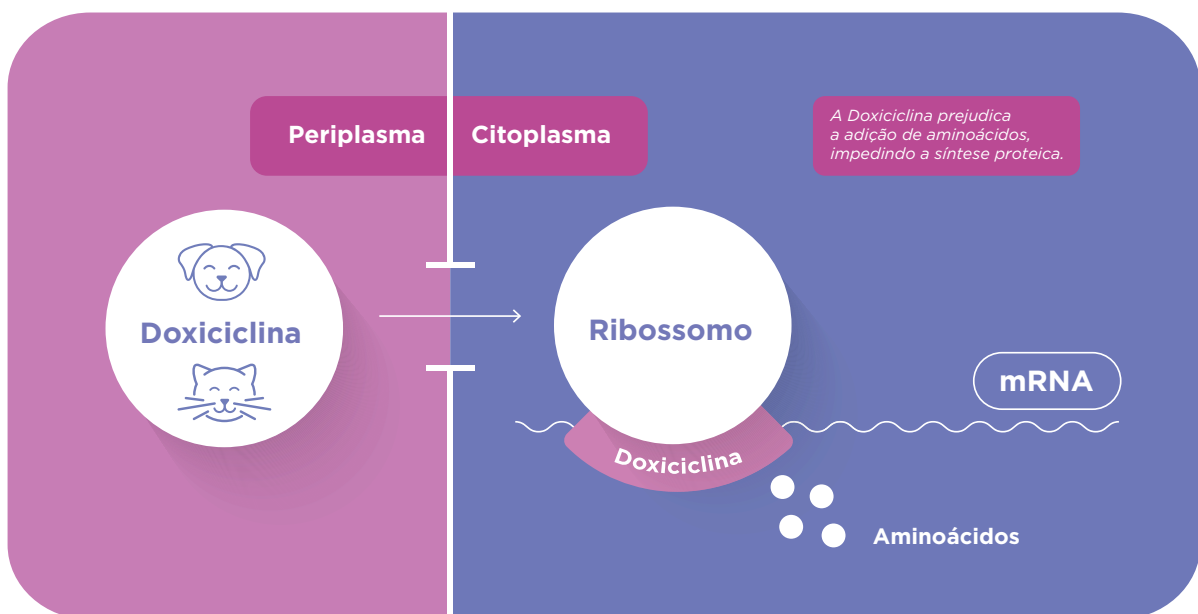 Periplasma
Citoplasma
A Doxiciclina prejudica
a adição de aminoácidos,
impedindo a síntese proteica.
Doxiciclina
Ribossomo
mRNA
Doxiciclina
Aminoácidos